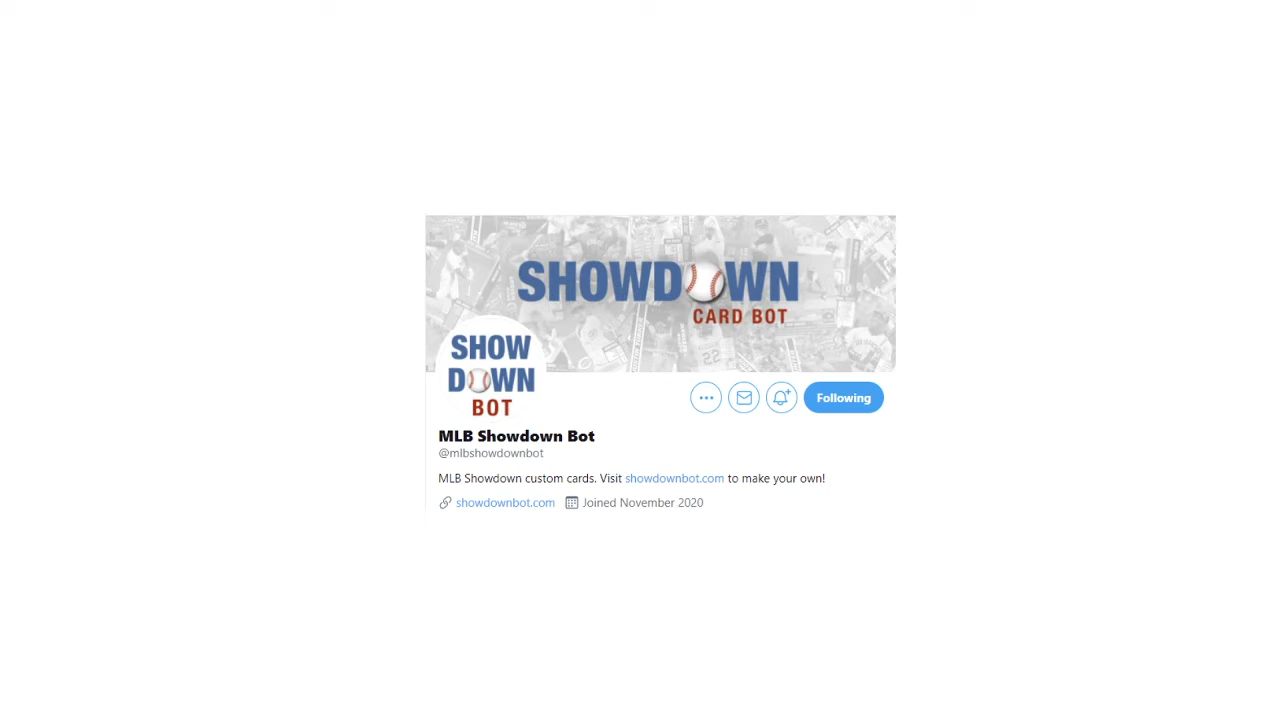 SHOWDOWN
CARD BOT
SHOW
DOWN
BOT
Following
MLB Showdown Bot
@mlbshowdownbot
MLB Showdown custom cards. Visit showdownbot.com to make your own!
showdownbot.com Joined November 2020
22